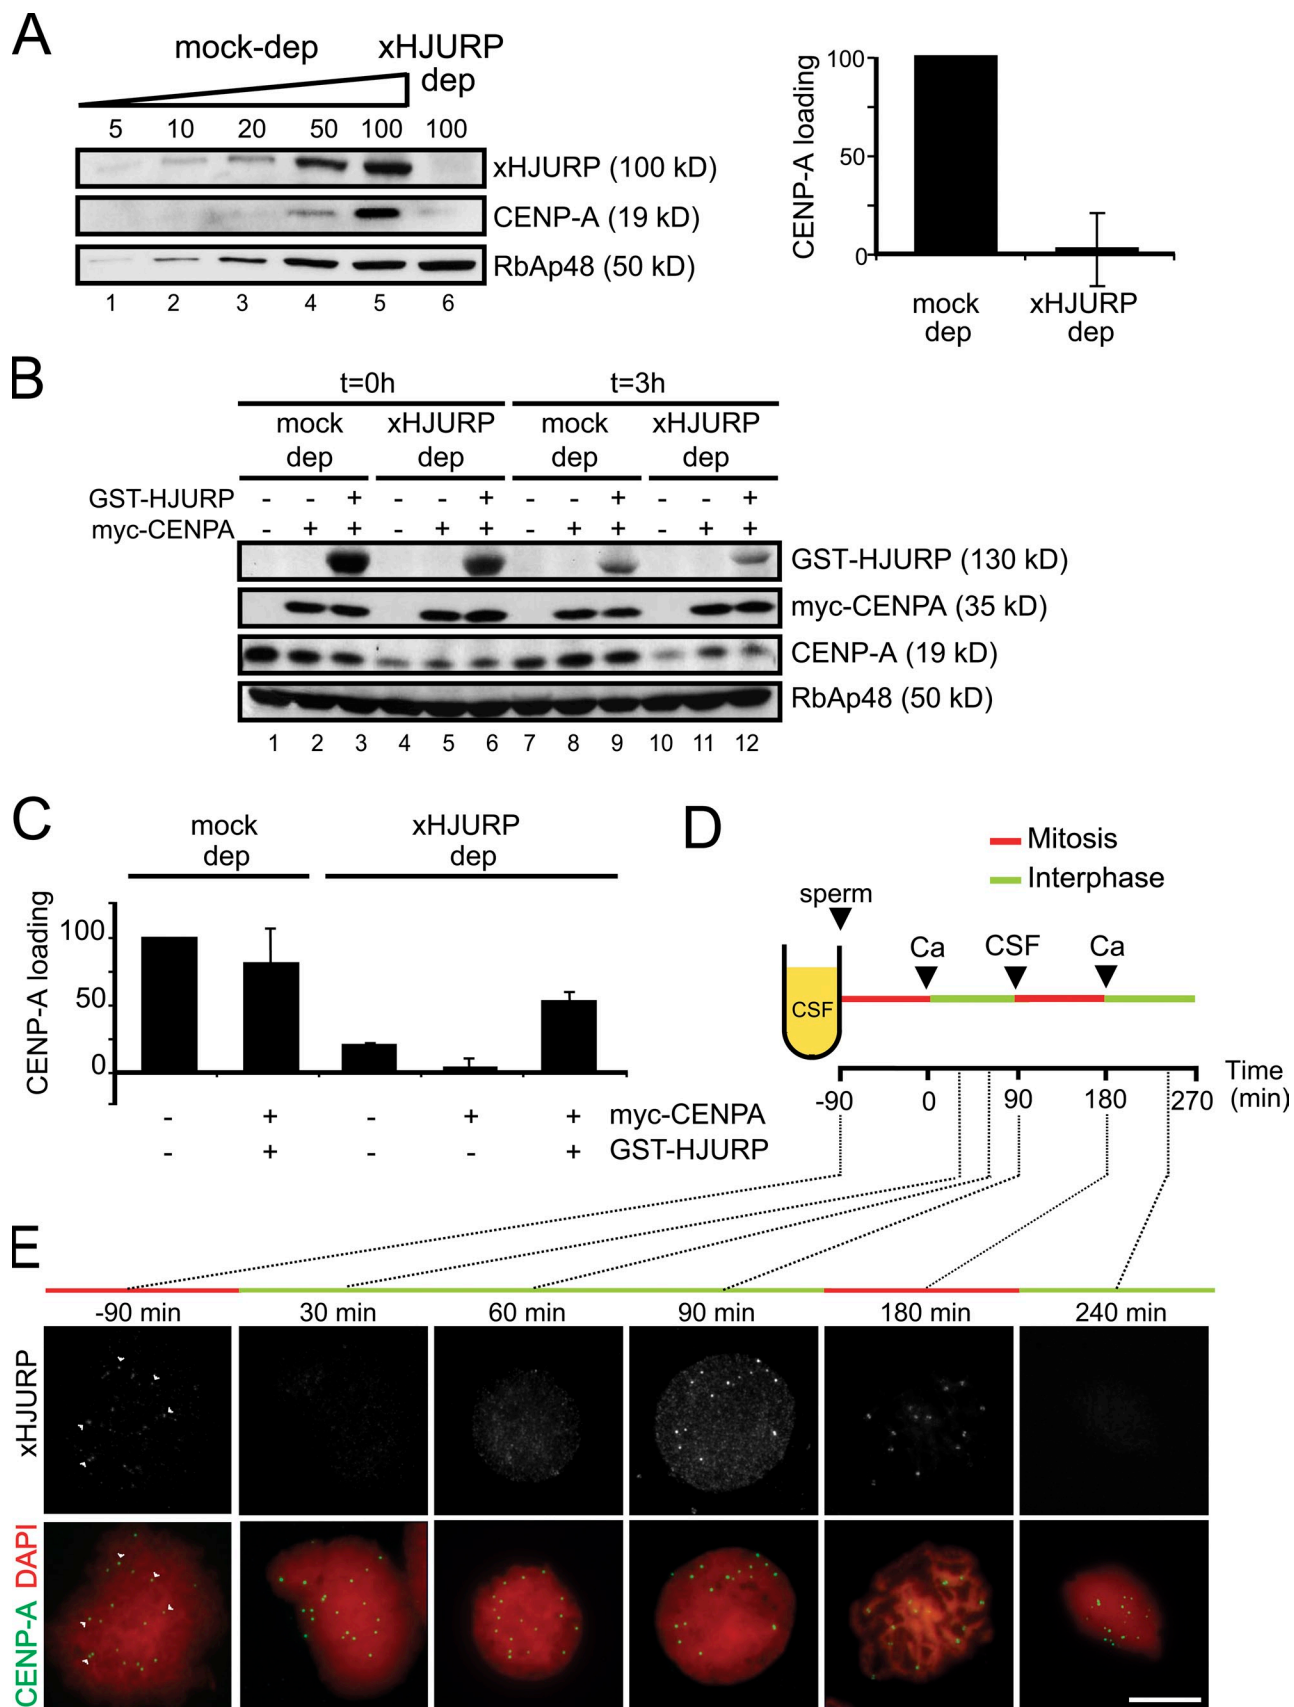 A
mock-dep
xHJURP
dep
5 10 20 50 100 100
xHJURP (100 kD)
CENP-A (19 kD)
RbAp48 (50 kD)
1 2 3 4 5 6
CENP-A loading
100
50
0
mock
dep
xHJURP
dep
B
t=0h t=3h
mock
dep
xHJURP
dep
mock
dep
xHJURP
dep
GST-HJURP - - + - - + - - + - - +
myc-CENPA - + + - + + - + + - + +
GST-HJURP (130 kD)
myc-CENPA (35 kD)
CENP-A (19 kD)
RbAp48 (50 kD)
1 2 3 4 5 6 7 8 9 10 11 12
C
mock
dep
xHJURP
dep
CENP-A loading
100
50
0
- + - + + myc-CENPA
- + - - + GST-HJURP
D
Mitosis
Interphase
sperm
Ca CSF Ca
CSF
Time
(min)
-90 0 90 180 270
E
-90 min 30 min 60 min 90 min 180 min 240 min
xHJURP
CENP-A DAPI